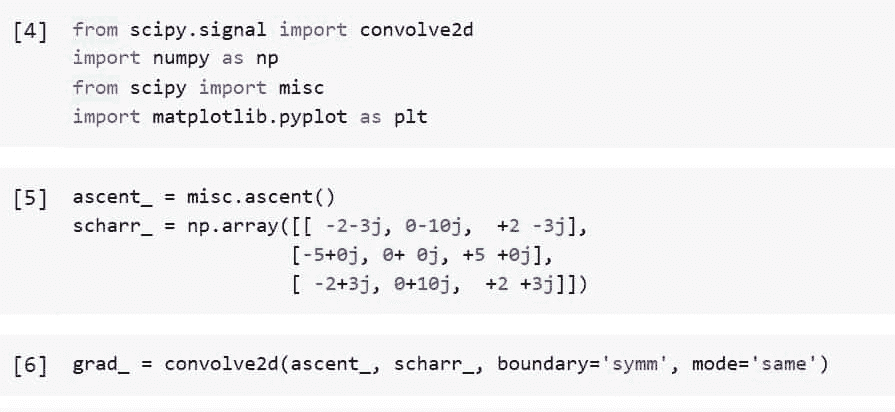 [4] from scipy.signal import convolve2d
import numpy as np
from scipy import misc
import matplotlib.pyplot as plt
[5] ascent_ = misc.ascent()
scharr_ = np.array([[ -2-3j, 0-10j,  +2 -3j],
[-5+0j, 0+ 0j, +5 +0j],
[ -2+3j, 0+10j,  +2 +3j]])
[6] grad_ = convolve2d(ascent_, scharr_, boundary='symm', mode='same')